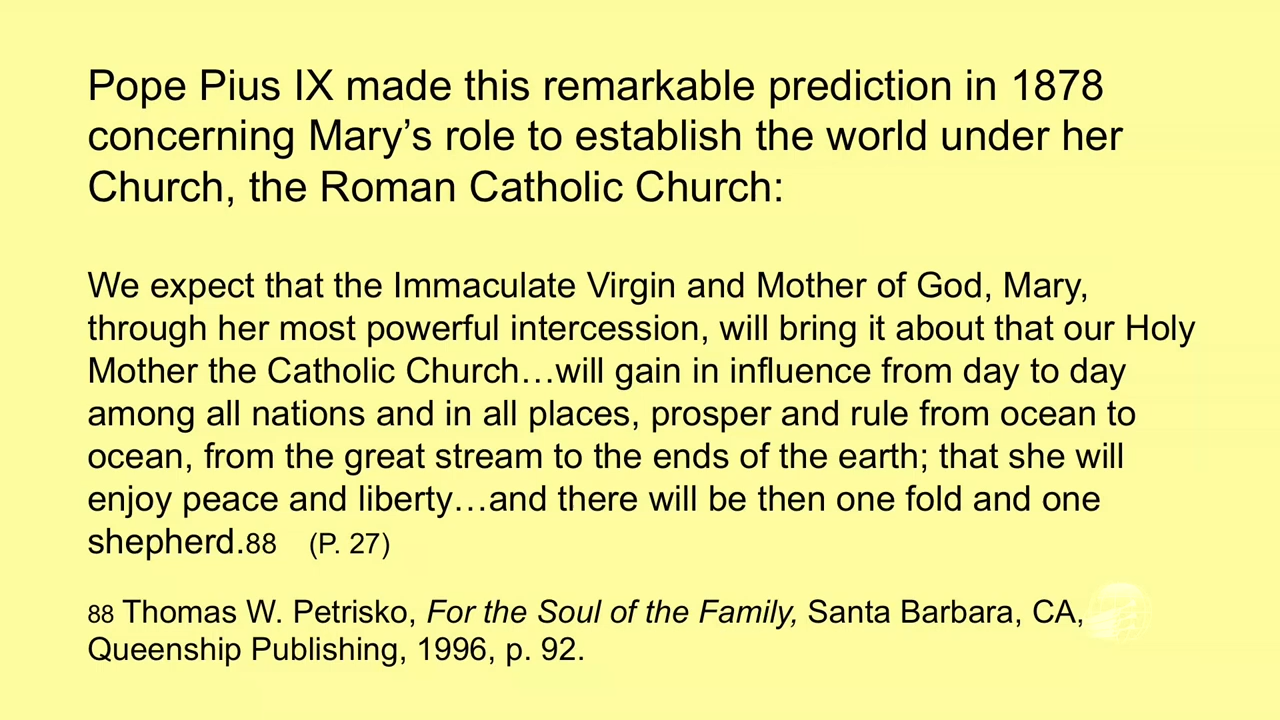 Pope Pius IX made this remarkable prediction in 1878
concerning Mary’s role to establish the world under her
Church, the Roman Catholic Church:
We expect that the Immaculate Virgin and Mother of God, Mary,
through her most powerful intercession, will bring it about that our Holy
Mother the Catholic Church…will gain in influence from day to day
among all nations and in all places, prosper and rule from ocean to
ocean, from the great stream to the ends of the earth; that she will
enjoy peace and liberty…and there will be then one fold and one
shepherd.88 (P. 27)
88 Thomas W. Petrisko, For the Soul of the Family, Santa Barbara, CA,
Queenship Publishing, 1996, p. 92.